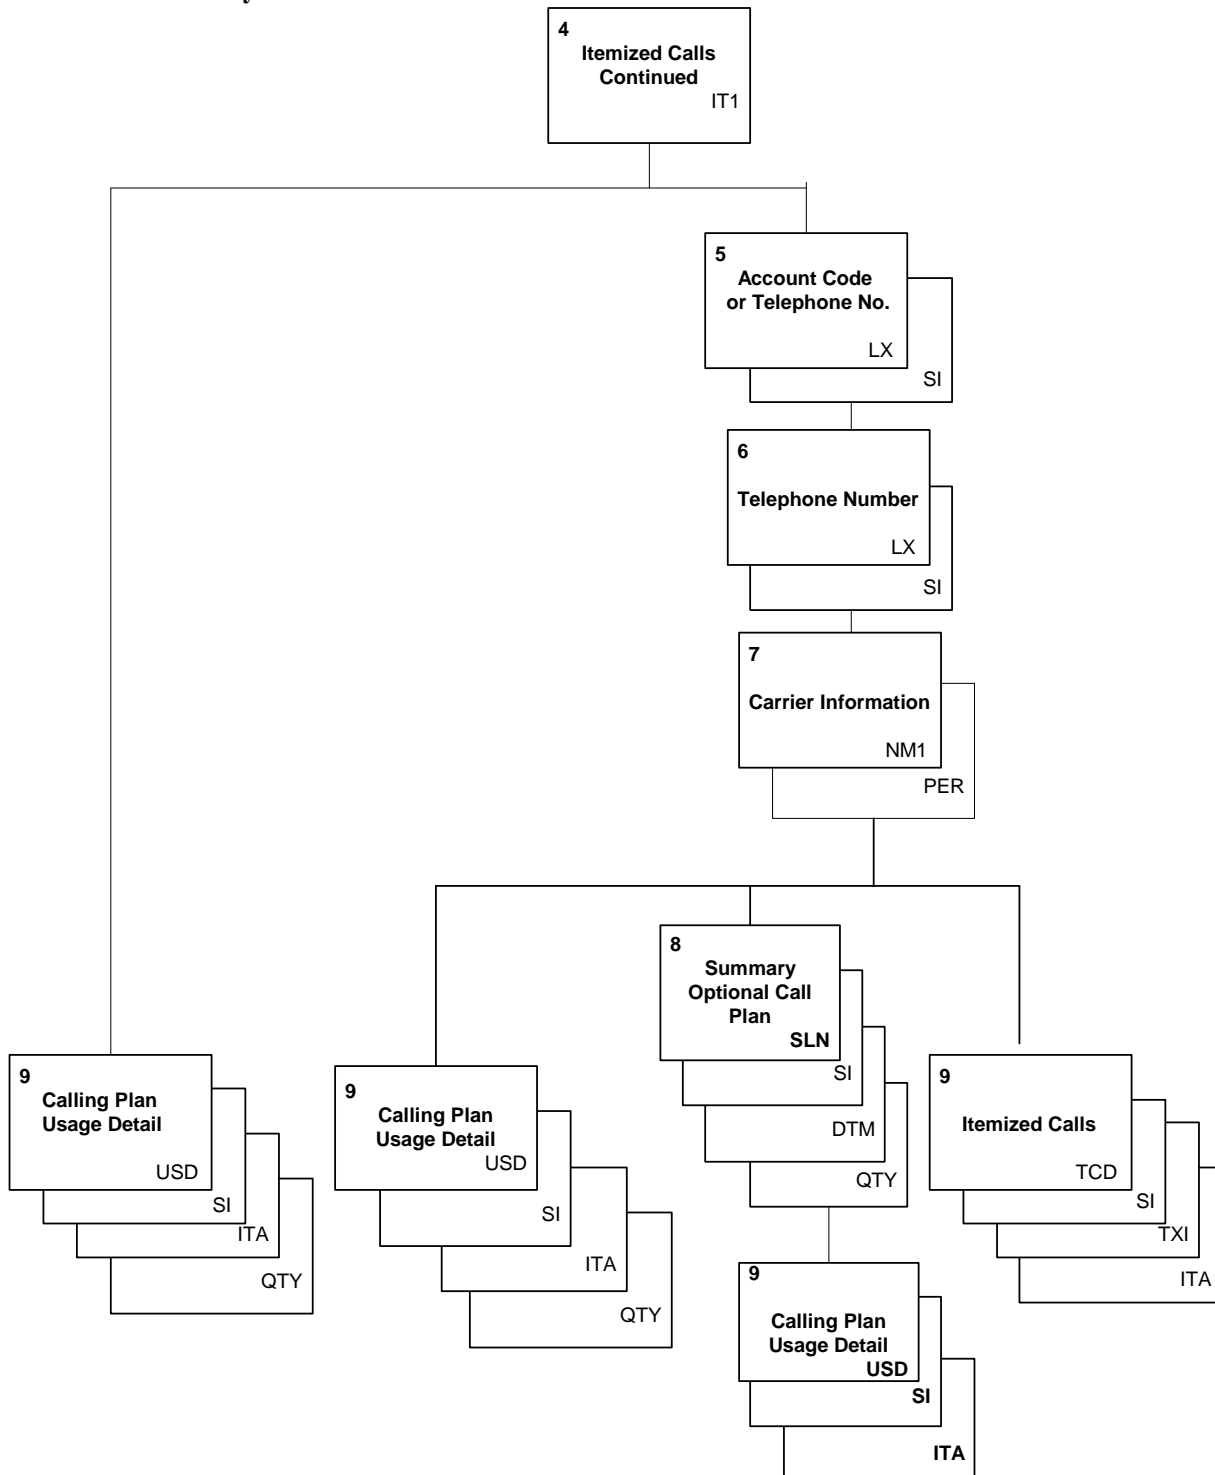 y
4
Itemized Calls
Continued
IT1
5
Account Code
or Telephone No.
LX
SI
6
Telephone Number
LX
SI
7
Carrier Information
NM1
PER
8
Summary
Optional Call
Plan
SLN
SI
DTM
QTY
9
Calling Plan
Usage Detail
USD
SI
ITA
QTY
9
Calling Plan
Usage Detail
USD
SI
ITA
QTY
9
Itemized Calls
TCD
SI
TXI
ITA
9
Calling Plan
Usage Detail
USD
SI
ITA